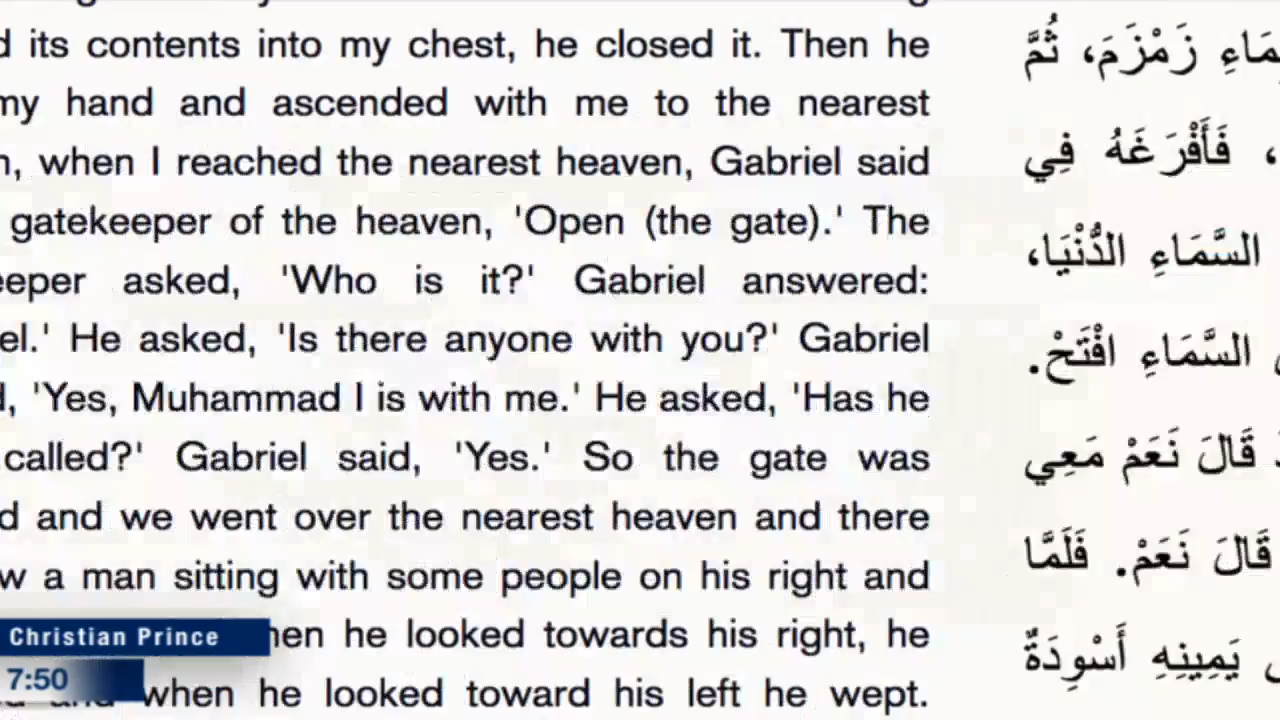 its contents into my chest, he closed it. Then he
my hand and ascended with me to the nearest
when I reached the nearest heaven, Gabriel said
gatekeeper of the heaven, 'Open (the gate).' The
asked, 'Who is it?' Gabriel answered:
He asked, 'Is there anyone with you?' Gabriel
'Yes, Muhammad I is with me.' He asked, 'Has he
called?' Gabriel said, 'Yes.' So the gate was
and we went over the nearest heaven and there
a man sitting with some people on his right and
he looked towards his right, he
when he looked toward his left he wept.
زَمْزَمَ، ثُمَّ
، فَأَفْرَغَهُ فِي
السَّمَاءِ الدُّنْيَا،
السَّمَاءِ افْتَحْ.
قَالَ نَعَمْ مَعِي
قَالَ نَعَمْ. فَلَمَّا
يَمِينِهِ أَسْوِدَةٌ
Christian Prince
7:50